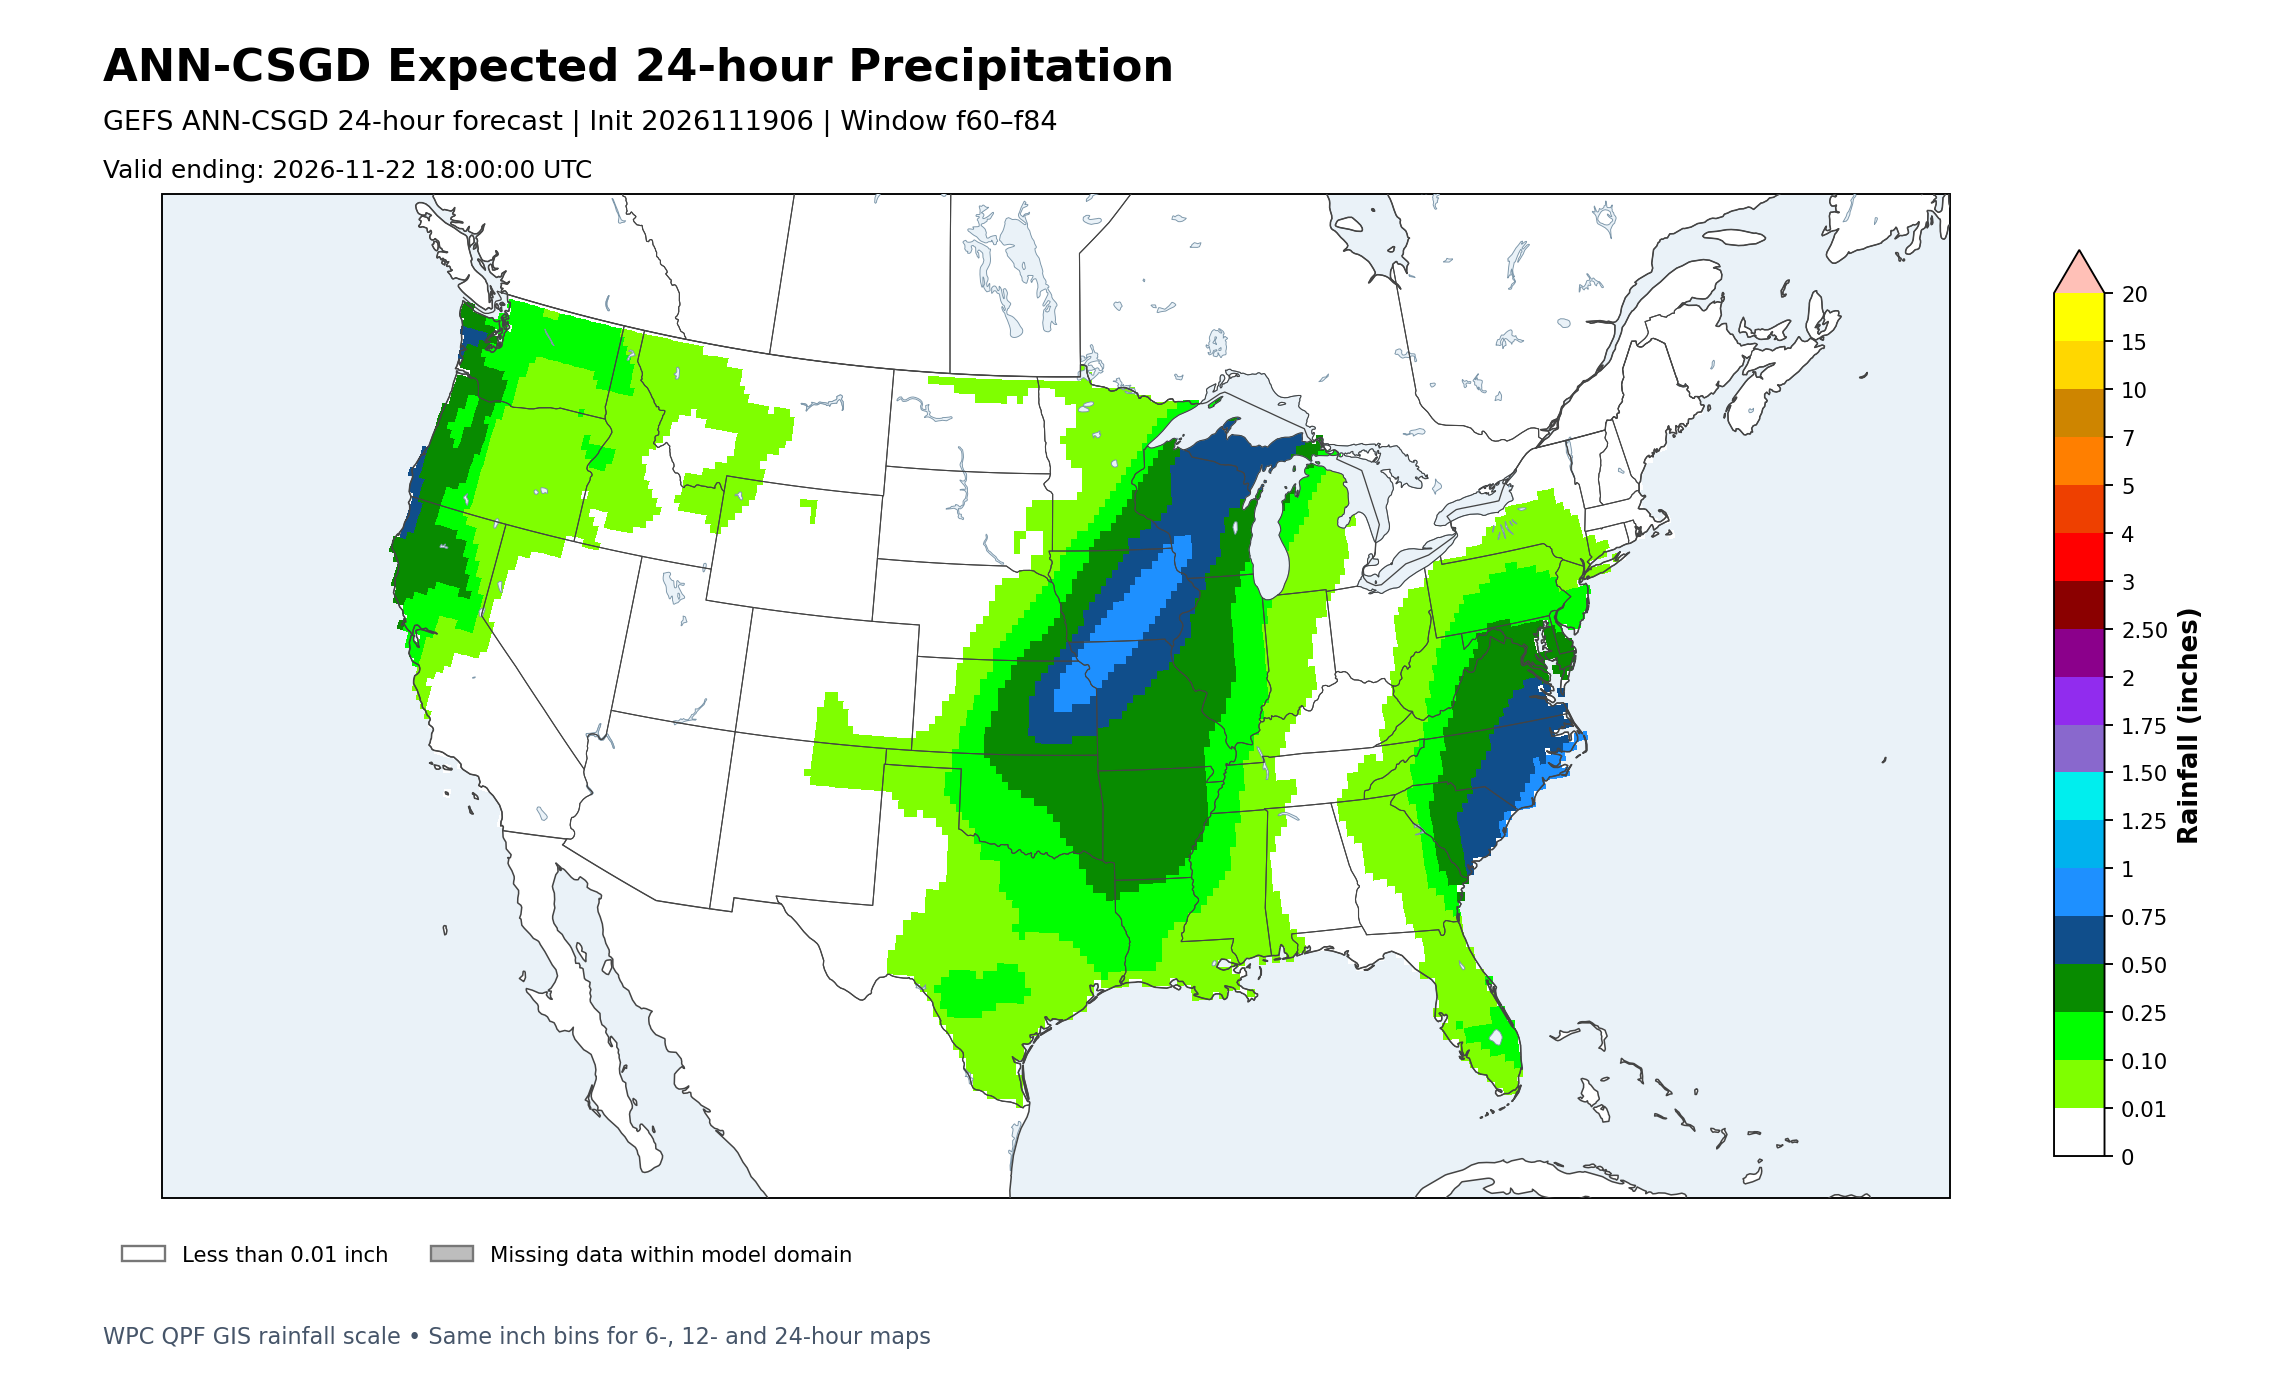 ANN-CSGD Expected 24-hour Precipitation
GEFS ANN-CSGD 24-hour forecast | Init 2026111906 | Window f60–f84
Valid ending: 2026-11-22 18:00:00 UTC
20
15
10
7
5
4
3
2.50
2
1.75
1.50
1.25
1
0.75
0.50
0.25
0.10
0.01
0
Rainfall (inches)
Less than 0.01 inch
Missing data within model domain
WPC QPF GIS rainfall scale • Same inch bins for 6-, 12- and 24-hour maps